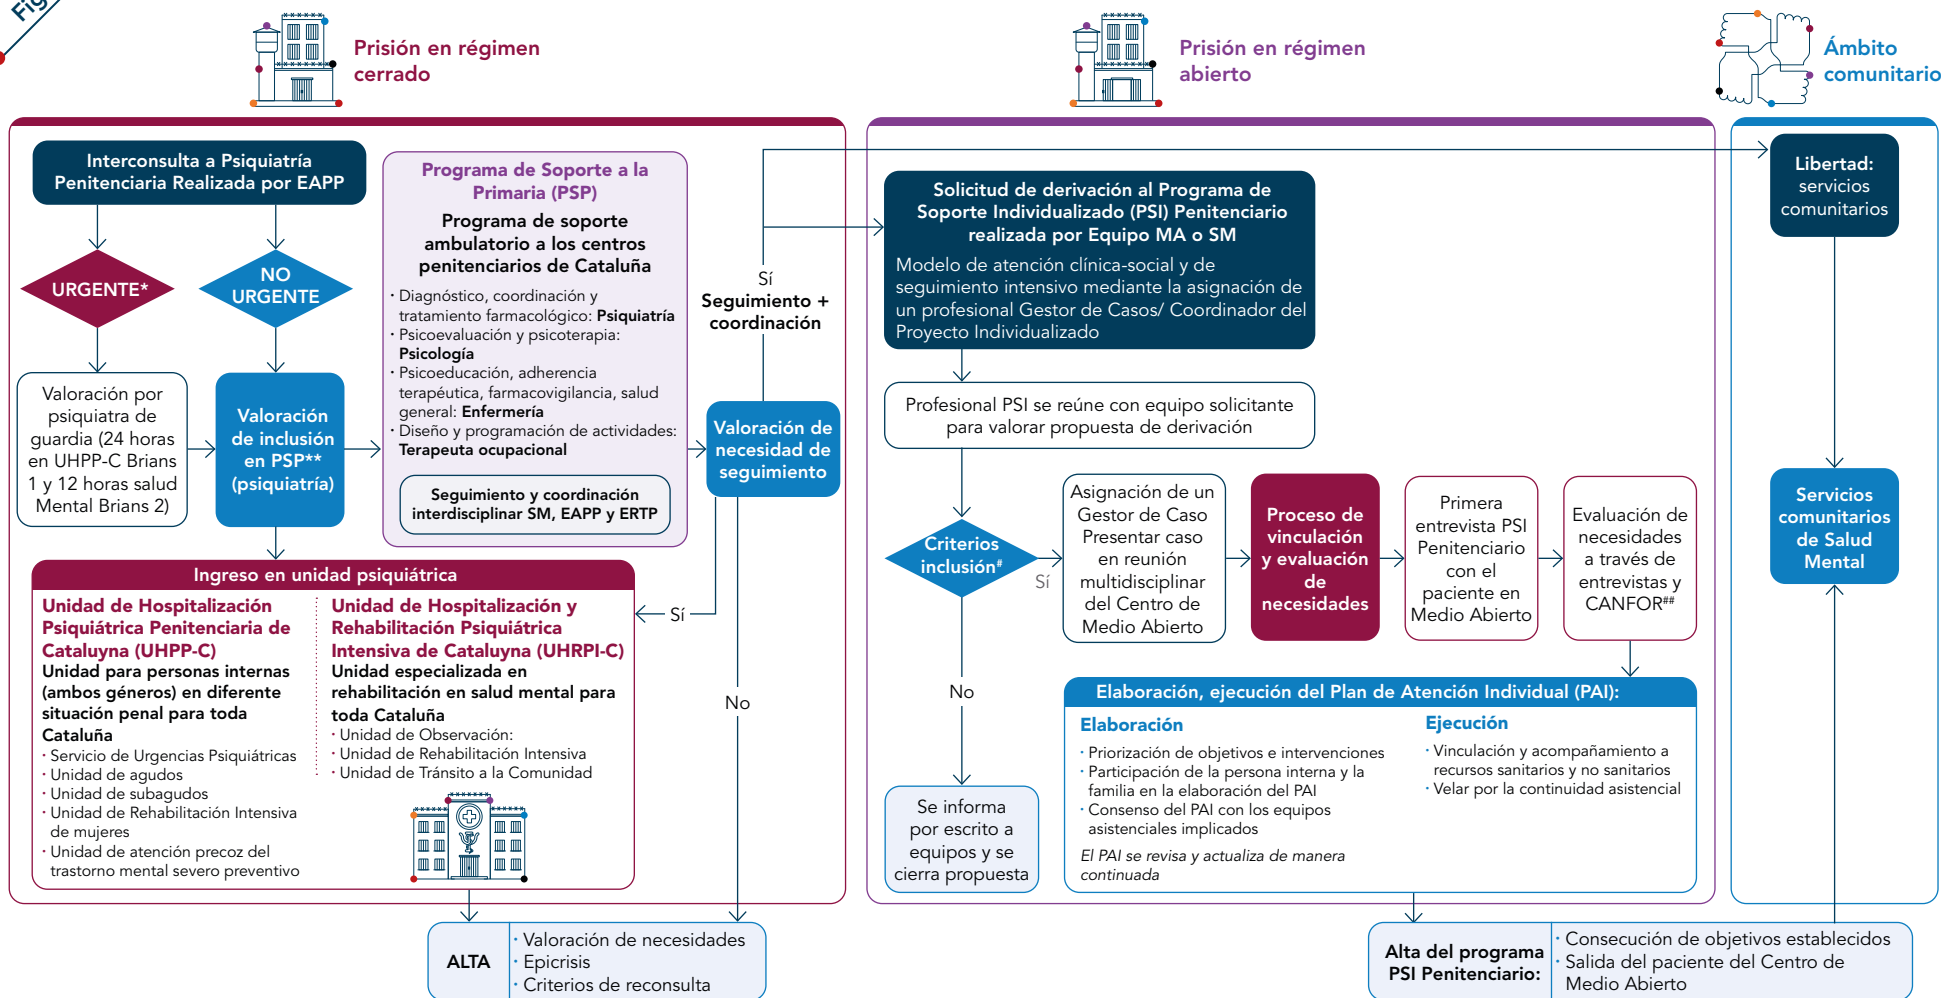 Fig
Prisión en régimen
cerrado
Prisión en régimen
abierto
Ámbito
comunitario
Interconsulta a Psiquiatría
Penitenciaria Realizada por EAPP
URGENTE*
NO
URGENTE
Valoración por
psiquiatra de
guardia (24 horas
en UHPP-C Brians
1 y 12 horas salud
Mental Brians 2)
Valoración
de inclusión
en PSP**
(psiquiatría)
Programa de Soporte a la
Primaria (PSP)
Programa de soporte
ambulatorio a los centros
penitenciarios de Cataluña
· Diagnóstico, coordinación y
tratamiento farmacológico: Psiquiatría
· Psicoevaluación y psicoterapia:
Psicología
· Psicoeducación, adherencia
terapéutica, farmacovigilancia, salud
general: Enfermería
· Diseño y programación de actividades:
Terapeuta ocupacional
Seguimiento y coordinación
interdisciplinar SM, EAPP y ERTP
Valoración de
necesidad de
seguimiento
Sí
Seguimiento +
coordinación
Sí
No
Ingreso en unidad psiquiátrica
Unidad de Hospitalización
Psiquiátrica Penitenciaria de
Cataluyna (UHPP-C)
Unidad para personas internas
(ambos géneros) en diferente
situación penal para toda
Cataluña
· Servicio de Urgencias Psiquiátricas
· Unidad de agudos
· Unidad de subagudos
· Unidad de Rehabilitación Intensiva
de mujeres
· Unidad de atención precoz del
trastorno mental severo preventivo
Unidad de Hospitalización y
Rehabilitación Psiquiátrica
Intensiva de Cataluyna (UHRPI-C)
Unidad especializada en
rehabilitación en salud mental para
toda Cataluña
· Unidad de Observación:
· Unidad de Rehabilitación Intensiva
· Unidad de Tránsito a la Comunidad
ALTA
· Valoración de necesidades
· Epicrisis
· Criterios de reconsulta
Solicitud de derivación al Programa de
Soporte Individualizado (PSI) Penitenciario
realizada por Equipo MA o SM
Modelo de atención clínica-social y de
seguimiento intensivo mediante la asignación de
un profesional Gestor de Casos/ Coordinador del
Proyecto Individualizado
Profesional PSI se reúne con equipo solicitante
para valorar propuesta de derivación
Criterios
inclusión#
Sí
No
Se informa
por escrito a
equipos y se
cierra propuesta
Asignación de un
Gestor de Caso
Presentar caso
en reunión
multidisciplinar
del Centro de
Medio Abierto
Proceso de
vinculación
y evaluación
de
necesidades
Primera
entrevista PSI
Penitenciario
con el
paciente en
Medio Abierto
Evaluación de
necesidades
a través de
entrevistas y
CANFOR##
Elaboración, ejecución del Plan de Atención Individual (PAI):
Elaboración
· Priorización de objetivos e intervenciones
· Participación de la persona interna y la
familia en la elaboración del PAI
· Consenso del PAI con los equipos
asistenciales implicados
El PAI se revisa y actualiza de manera
continuada
Ejecución
· Vinculación y acompañamiento a
recursos sanitarios y no sanitarios
· Velar por la continuidad asistencial
Alta del programa
PSI Penitenciario:
· Consecución de objetivos establecidos
· Salida del paciente del Centro de
Medio Abierto
Libertad:
servicios
comunitarios
Servicios
comunitarios
de Salud
Mental